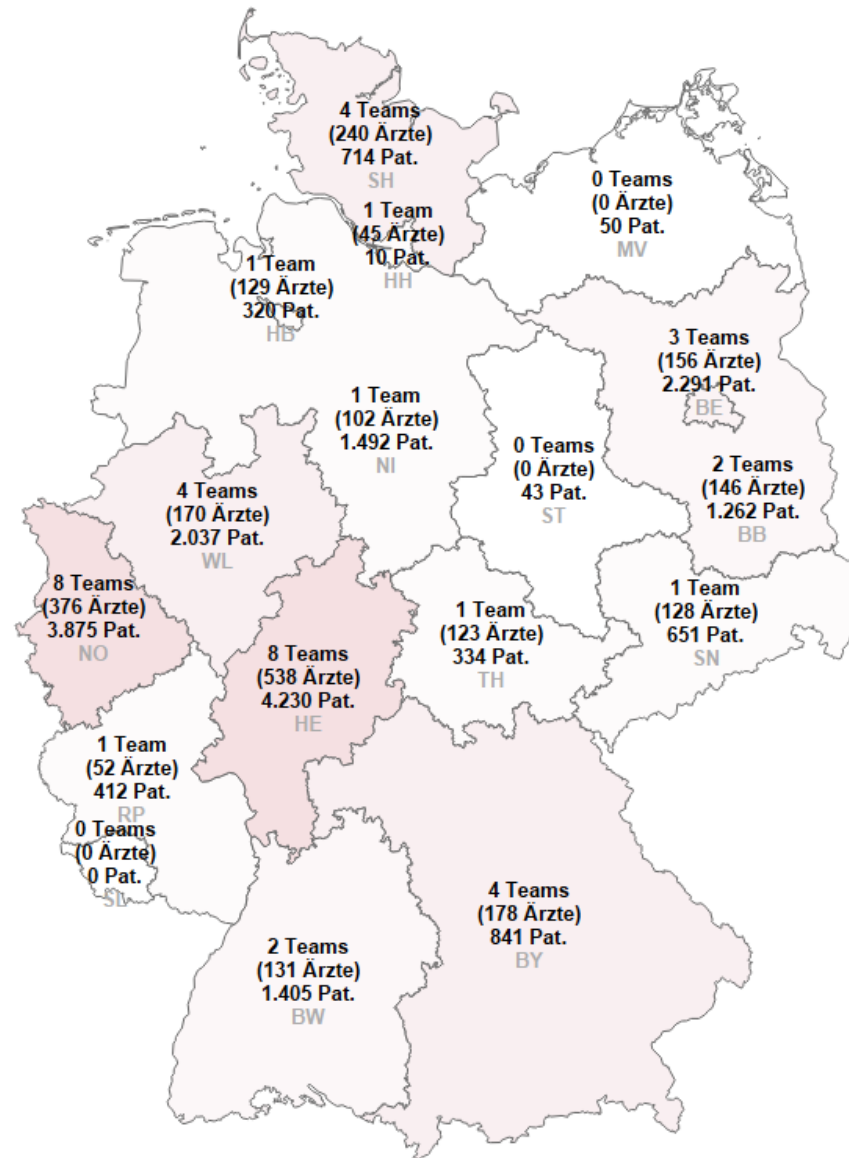 4 Teams
(240 Ärzte)
714 Pat.
SH
0 Teams
(0 Ärzte)
50 Pat.
MV
1 Team
(45 Ärzte)
10 Pat.
HH
1 Team
(129 Ärzte)
320 Pat.
HB
3 Teams
(156 Ärzte)
2.291 Pat.
BE
1 Team
(102 Ärzte)
1.492 Pat.
NI
0 Teams
(0 Ärzte)
43 Pat.
ST
2 Teams
(146 Ärzte)
1.262 Pat.
BB
4 Teams
(170 Ärzte)
2.037 Pat.
WL
8 Teams
(376 Ärzte)
3.875 Pat.
NO
8 Teams
(538 Ärzte)
4.230 Pat.
HE
1 Team
(123 Ärzte)
334 Pat.
TH
1 Team
(128 Ärzte)
651 Pat.
SN
1 Team
(52 Ärzte)
412 Pat.
RP
0 Teams
(0 Ärzte)
0 Pat.
SL
4 Teams
(178 Ärzte)
841 Pat.
BY
2 Teams
(131 Ärzte)
1.405 Pat.
BW